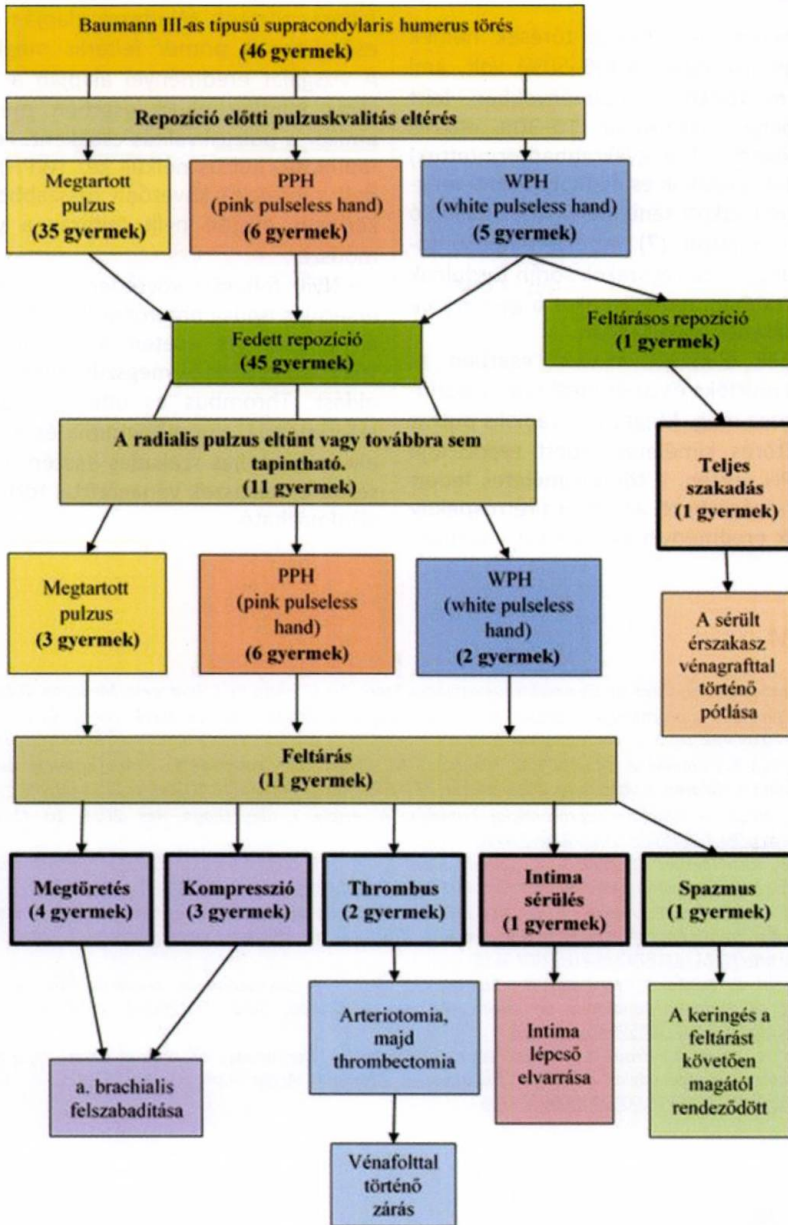 Baumann III-as típusú supracondylaris humerus törés
(46 gyermek)
Repozíció előtti pulzuskvalitás eltérés
Megtartott
pulzus
(35 gyermek)
PPH
(pink pulseless hand)
(6 gyermek)
WPH
(white pulseless hand)
(5 gyermek)
Fedett repozíció
(45 gyermek)
Feltárásos repozíció
(1 gyermek)
A radialis pulzus eltűnt vagy továbbra sem
tapintható.
(11 gyermek)
Teljes
szakadás
(1 gyermek)
Megtartott
pulzus
(3 gyermek)
PPH
(pink pulseless
hand)
(6 gyermek)
WPH
(white pulseless
hand)
(2 gyermek)
A sérült
érszakasz
vénagrafttal
történő
pótlása
Feltárás
(11 gyermek)
Megtöretés
(4 gyermek)
Kompresszió
(3 gyermek)
Thrombus
(2 gyermek)
Intima
sérülés
(1 gyermek)
Spazmus
(1 gyermek)
a. brachialis
felszabadítása
Arteriotomia,
majd
thrombectomia
Intima
lépcső
elvarrása
A keringés a
feltárást
követően
magától
rendeződött
Vénafolttal
történő
zárás